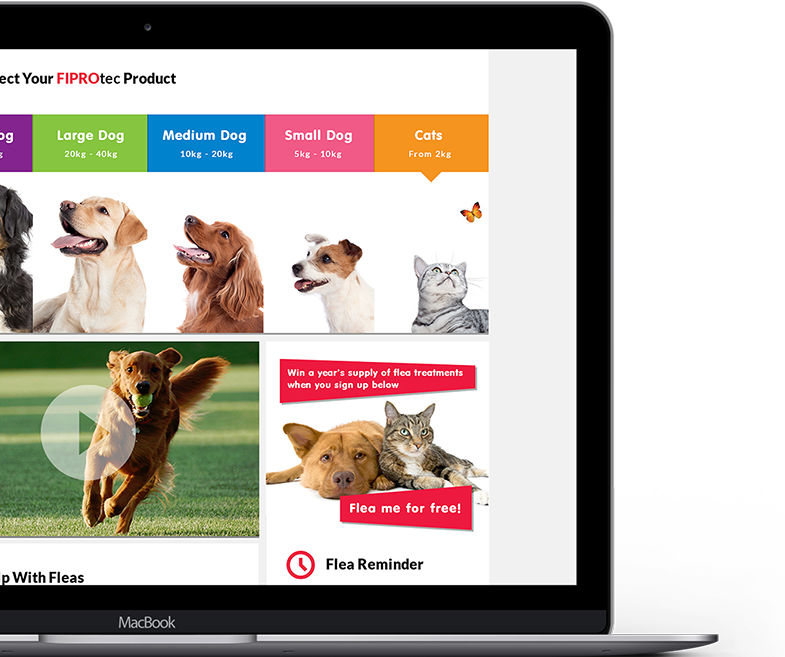 ect Your FIPROtec Product
og
g
Large Dog
20kg - 40kg
Medium Dog
10kg - 20kg
Small Dog
5kg - 10kg
Cats
From 2kg
Win a year's supply of flea treatments
when you sign up below
Flea me for free!
lp With Fleas
Flea Reminder
MacBook